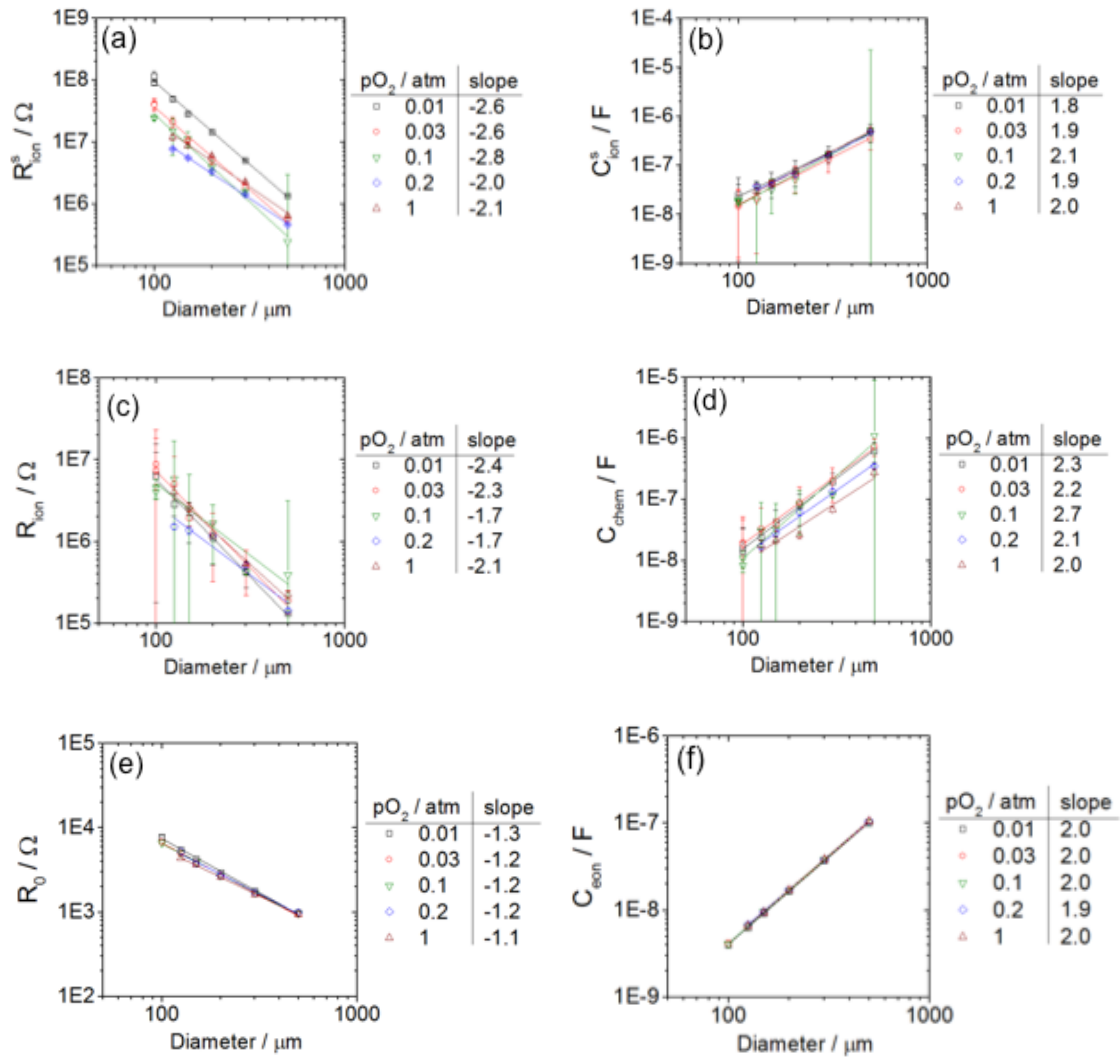 (a)
1E9
1E8
1E7
1E6
1E5
R^s_ion / Ω
100
1000
Diameter / μm
pO₂ / atm slope
0.01 -2.6
0.03 -2.6
0.1 -2.8
0.2 -2.0
1 -2.1
(b)
1E-4
1E-5
1E-6
1E-7
1E-8
1E-9
C^s_ion / F
100
1000
Diameter / μm
pO₂ / atm slope
0.01 1.8
0.03 1.9
0.1 2.1
0.2 1.9
1 2.0
(c)
1E8
1E7
1E6
1E5
R_ion / Ω
100
1000
Diameter / μm
pO₂ / atm slope
0.01 -2.4
0.03 -2.3
0.1 -1.7
0.2 -1.7
1 -2.1
(d)
1E-5
1E-6
1E-7
1E-8
1E-9
C_chem / F
100
1000
Diameter / μm
pO₂ / atm slope
0.01 2.3
0.03 2.2
0.1 2.7
0.2 2.1
1 2.0
(e)
1E5
1E4
1E3
1E2
R₀ / Ω
100
1000
Diameter / μm
pO₂ / atm slope
0.01 -1.3
0.03 -1.2
0.1 -1.2
0.2 -1.2
1 -1.1
(f)
1E-6
1E-7
1E-8
1E-9
C_eon / F
100
1000
Diameter / μm
pO₂ / atm slope
0.01 2.0
0.03 2.0
0.1 2.0
0.2 1.9
1 2.0